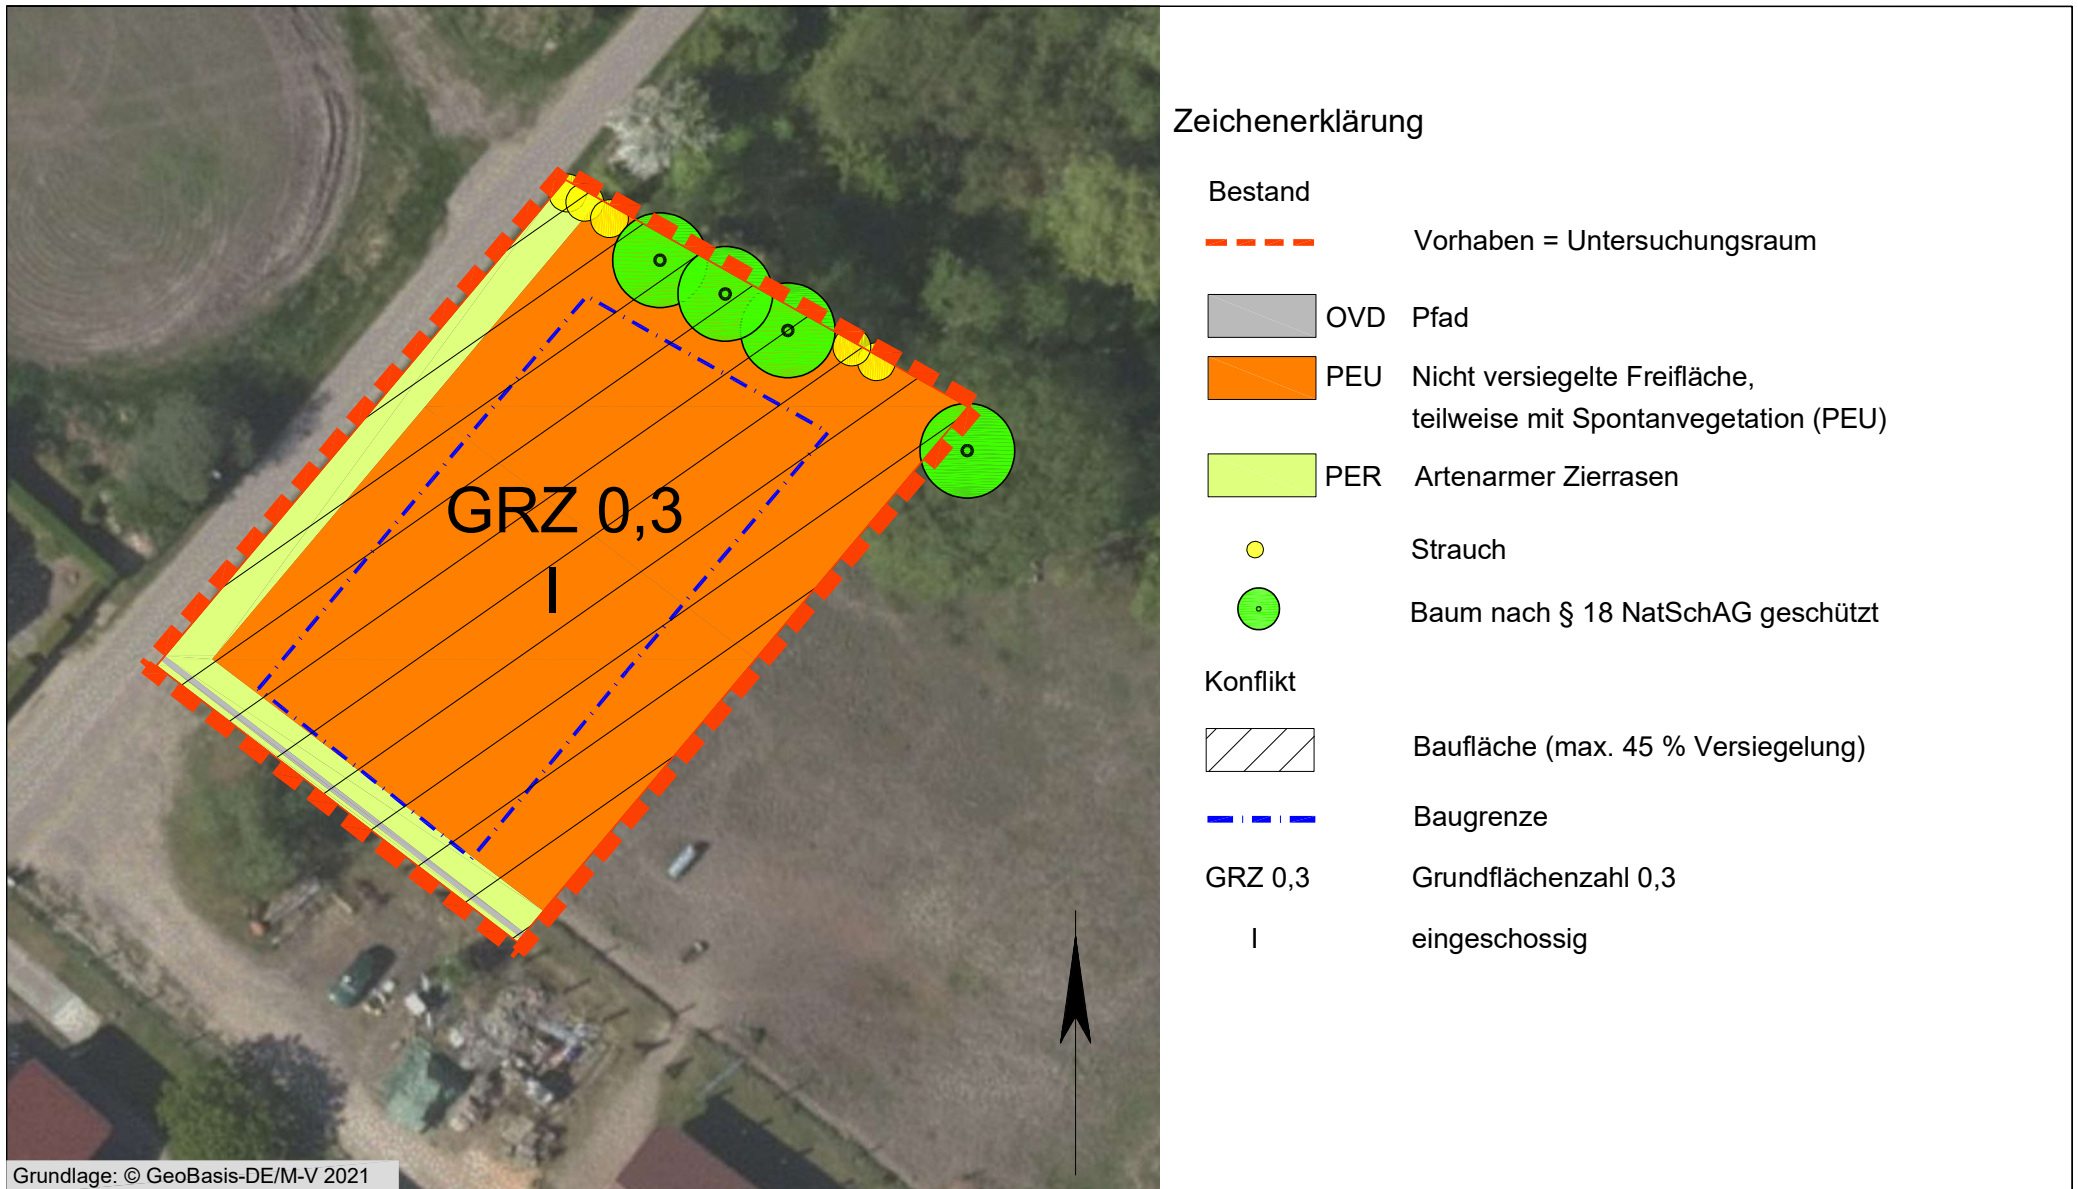 GRZ 0,3
I
Grundlage: © GeoBasis-DE/M-V 2021
Zeichenerklärung
Bestand
Vorhaben = Untersuchungsraum
OVD Pfad
PEU Nicht versiegelte Freifläche,
teilweise mit Spontanvegetation (PEU)
PER Artenarmer Zierrasen
Strauch
Baum nach § 18 NatSchAG geschützt
Konflikt
Baufläche (max. 45 % Versiegelung)
Baugrenze
GRZ 0,3 Grundflächenzahl 0,3
I eingeschossig